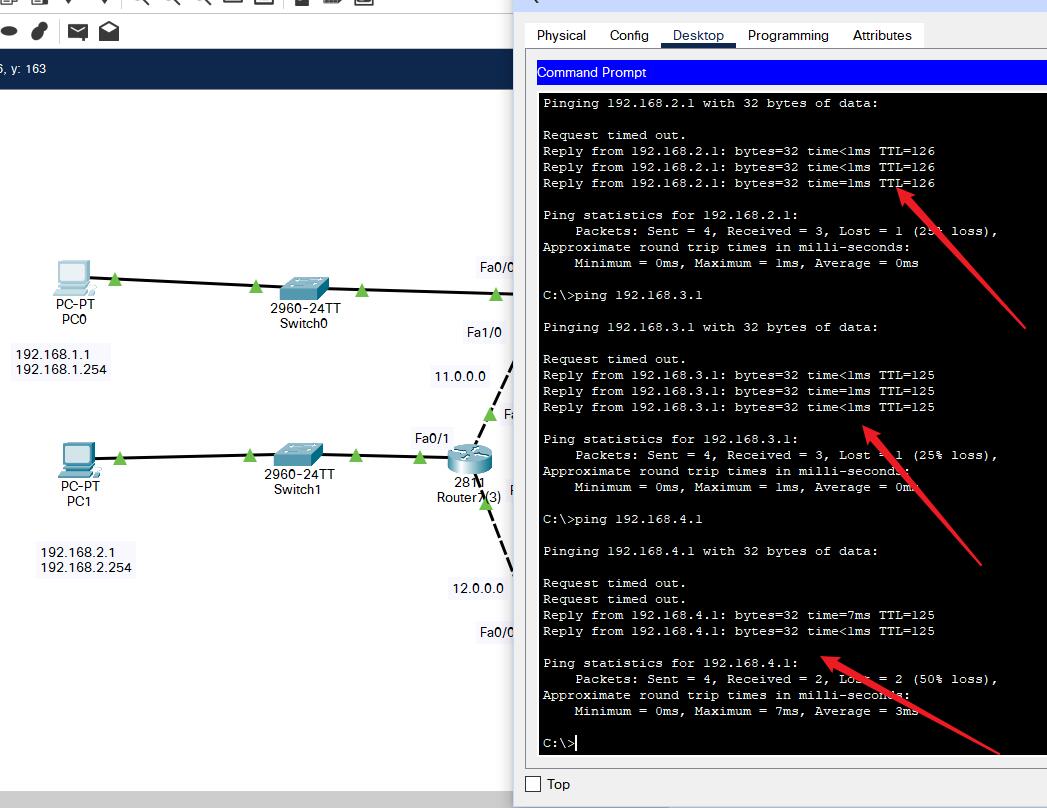 6, y: 163
Physical Config Desktop Programming Attributes
Command Prompt
Pinging 192.168.2.1 with 32 bytes of data:
Request timed out.
Reply from 192.168.2.1: bytes=32 time<1ms TTL=126
Reply from 192.168.2.1: bytes=32 time<1ms TTL=126
Reply from 192.168.2.1: bytes=32 time=1ms TTL=126
Ping statistics for 192.168.2.1:
Packets: Sent = 4, Received = 3, Lost = 1 (25% loss),
Approximate round trip times in milli-seconds:
Minimum = 0ms, Maximum = 1ms, Average = 0ms
C:\>ping 192.168.3.1
Pinging 192.168.3.1 with 32 bytes of data:
Request timed out.
Reply from 192.168.3.1: bytes=32 time<1ms TTL=125
Reply from 192.168.3.1: bytes=32 time=1ms TTL=125
Reply from 192.168.3.1: bytes=32 time<1ms TTL=125
Ping statistics for 192.168.3.1:
Packets: Sent = 4, Received = 3, Lost = 1 (25% loss),
Approximate round trip times in milli-seconds:
Minimum = 0ms, Maximum = 1ms, Average = 0ms
C:\>ping 192.168.4.1
Pinging 192.168.4.1 with 32 bytes of data:
Request timed out.
Request timed out.
Reply from 192.168.4.1: bytes=32 time=7ms TTL=125
Reply from 192.168.4.1: bytes=32 time<1ms TTL=125
Ping statistics for 192.168.4.1:
Packets: Sent = 4, Received = 2, Lost = 2 (50% loss),
Approximate round trip times in milli-seconds:
Minimum = 0ms, Maximum = 7ms, Average = 3ms
C:\>
Top
Fa0/0
PC-PT
PC0
2960-24TT
Switch0
Fa1/0
192.168.1.1
192.168.1.254
11.0.0.0
Fa
Fa0/1
PC-PT
PC1
2960-24TT
Switch1
2811
Router7(3)
192.168.2.1
192.168.2.254
12.0.0.0
Fa0/0